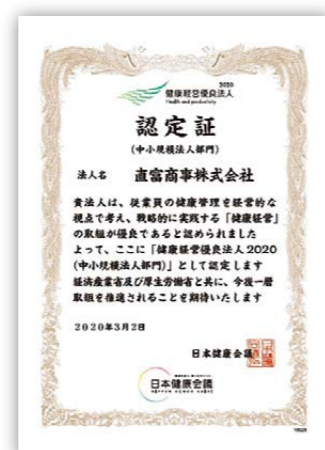 2020
健康経営優良法人
Health and productivity
認定証
(中小規模法人部門)
法人名 直富商事株式会社
貴法人は、従業員の健康管理を経営的な
視点で考え、戦略的に実践する「健康経営」
の取組が優良であると認められました
よって、ここに「健康経営優良法人2020
(中小規模法人部門)」として認定します
経済産業省及び厚生労働省と共に、今後一層
取組を推進されることを期待いたします
2020年3月2日
日本健康会議
日本健康会議